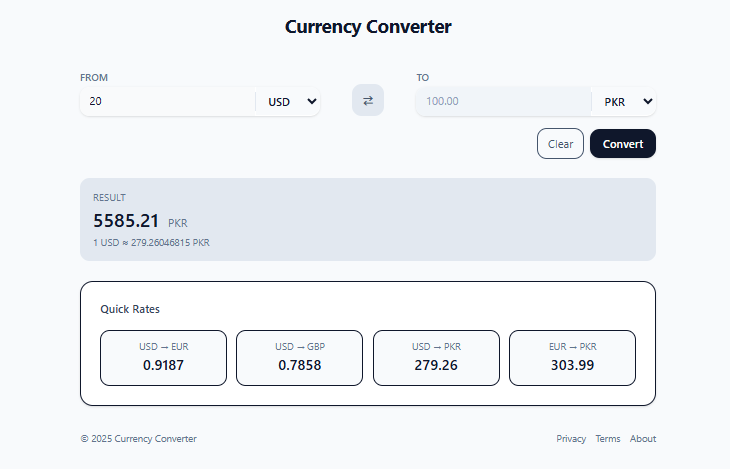 Currency Converter
FROM
TO
20 USD
⇄
100.00 PKR
Clear
Convert
RESULT
5585.21 PKR
1 USD ≈ 279.26046815 PKR
Quick Rates
USD → EUR
0.9187
USD → GBP
0.7858
USD → PKR
279.26
EUR → PKR
303.99
© 2025 Currency Converter
Privacy Terms About